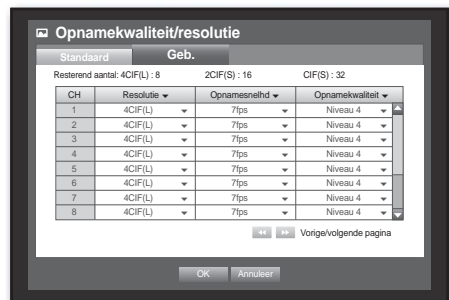 Opnamekwaliteit/resolutie
Standaard Geb.
Resterend aantal: 4CIF(L) : 8 2CIF(S) : 16 CIF(S) : 32
CH Resolutie Opnamesnelhd Opnamekwaliteit
1 4CIF(L) 7fps Niveau 4
2 4CIF(L) 7fps Niveau 4
3 4CIF(L) 7fps Niveau 4
4 4CIF(L) 7fps Niveau 4
5 4CIF(L) 7fps Niveau 4
6 4CIF(L) 7fps Niveau 4
7 4CIF(L) 7fps Niveau 4
8 4CIF(L) 7fps Niveau 4
Vorige/volgende pagina
OK Annuleer